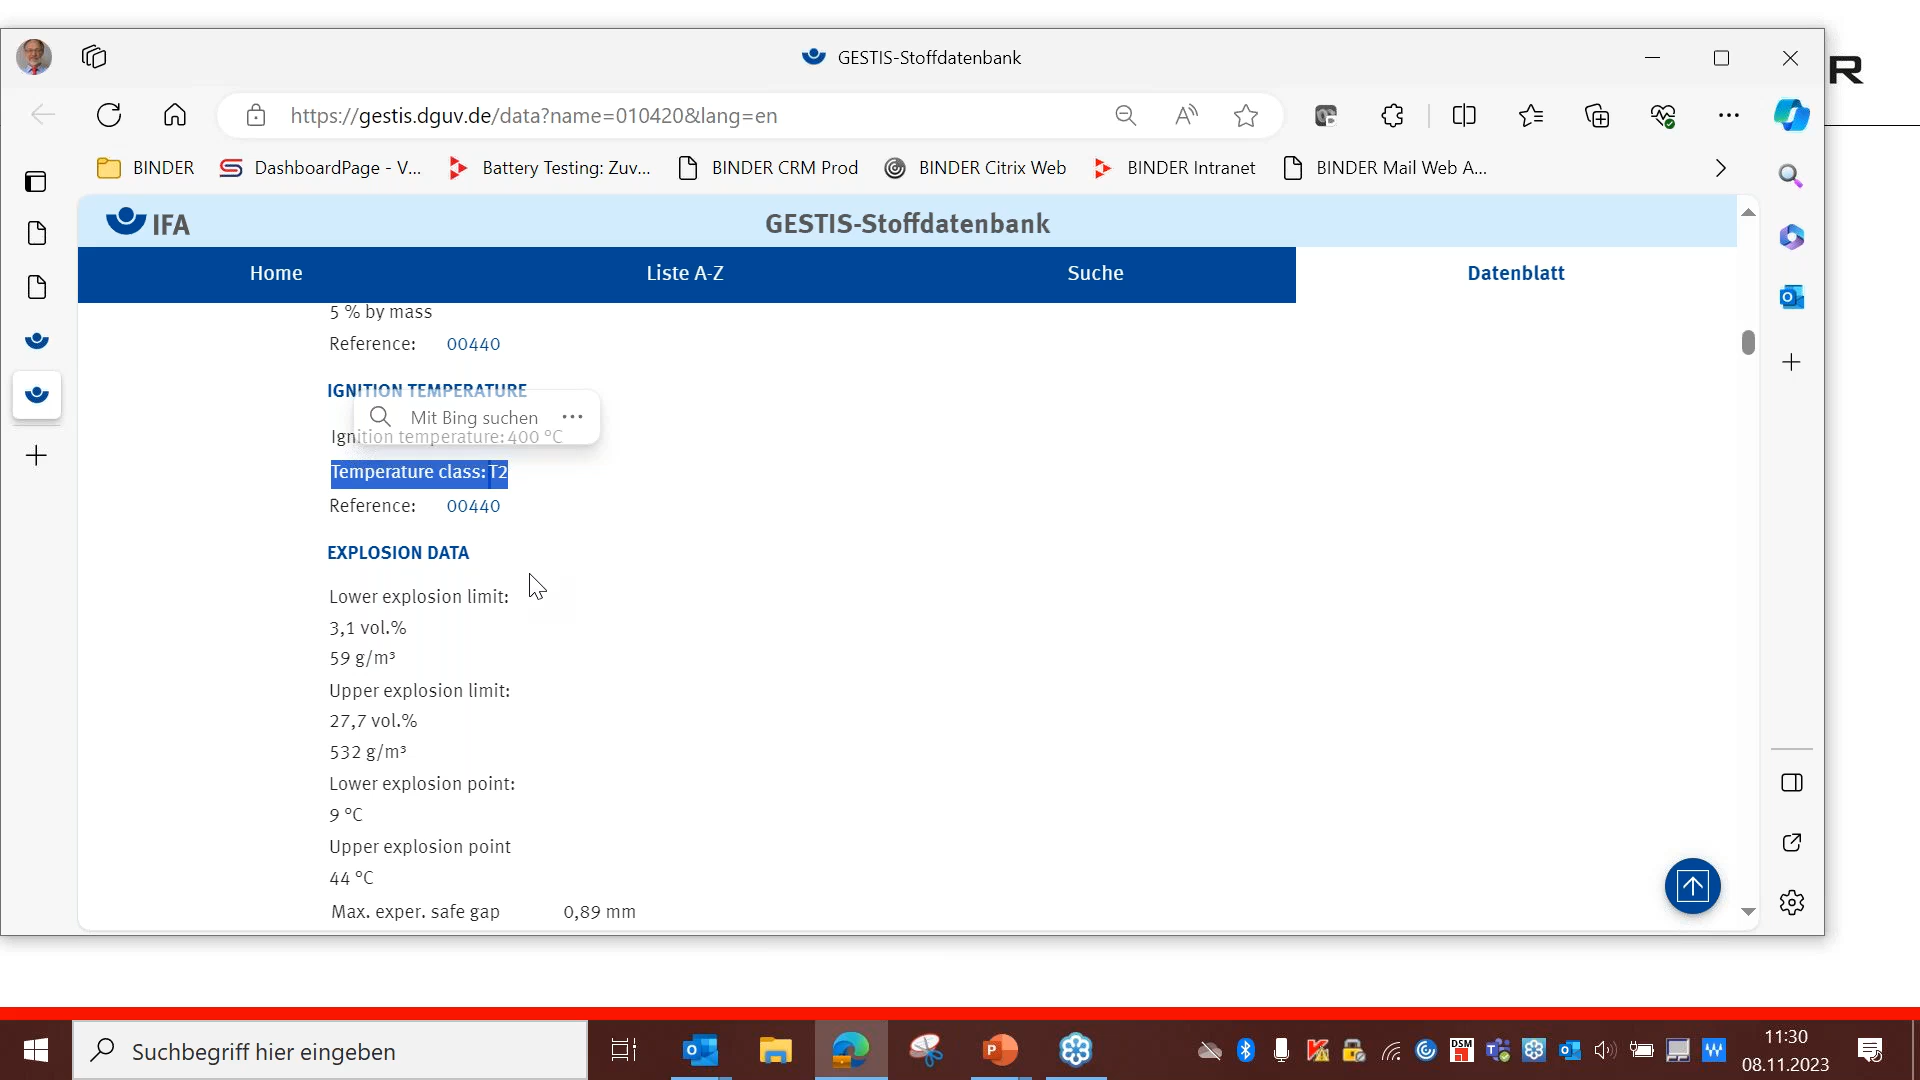 GESTIS-Stoffdatenbank
R
https://gestis.dguv.de/data?name=010420&lang=en
BINDER
DashboardPage - V...
Battery Testing: Zuv...
BINDER CRM Prod
BINDER Citrix Web
BINDER Intranet
BINDER Mail Web A...
IFA
GESTIS-Stoffdatenbank
Home
Liste A-Z
Suche
Datenblatt
5 % by mass
Reference: 00440
IGNITION TEMPERATURE
Mit Bing suchen
Ignition temperature: 400 °C
Temperature class: T2
Reference: 00440
EXPLOSION DATA
Lower explosion limit:
3,1 vol.%
59 g/m³
Upper explosion limit:
27,7 vol.%
532 g/m³
Lower explosion point:
9 °C
Upper explosion point
44 °C
Max. exper. safe gap 0,89 mm
Suchbegriff hier eingeben
DSM
11:30
08.11.2023